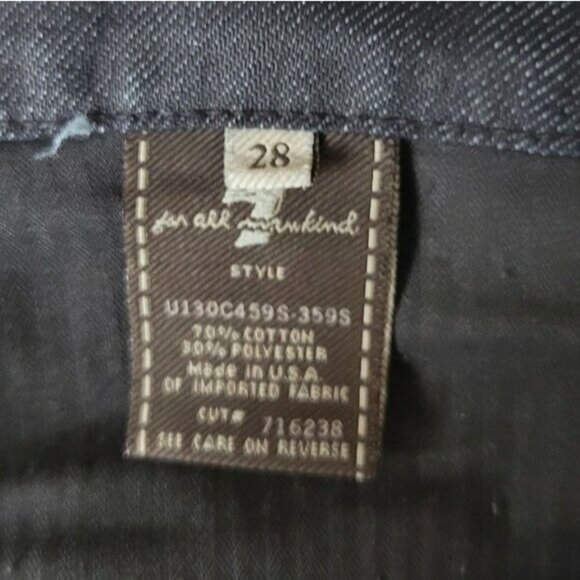 28
7
for all mankind
STYLE
U130C459S-359S
70% COTTON
30% POLYESTER
Made in U.S.A
OF IMPORTED FABRIC
CUT# 716238
SEE CARE ON REVERSE